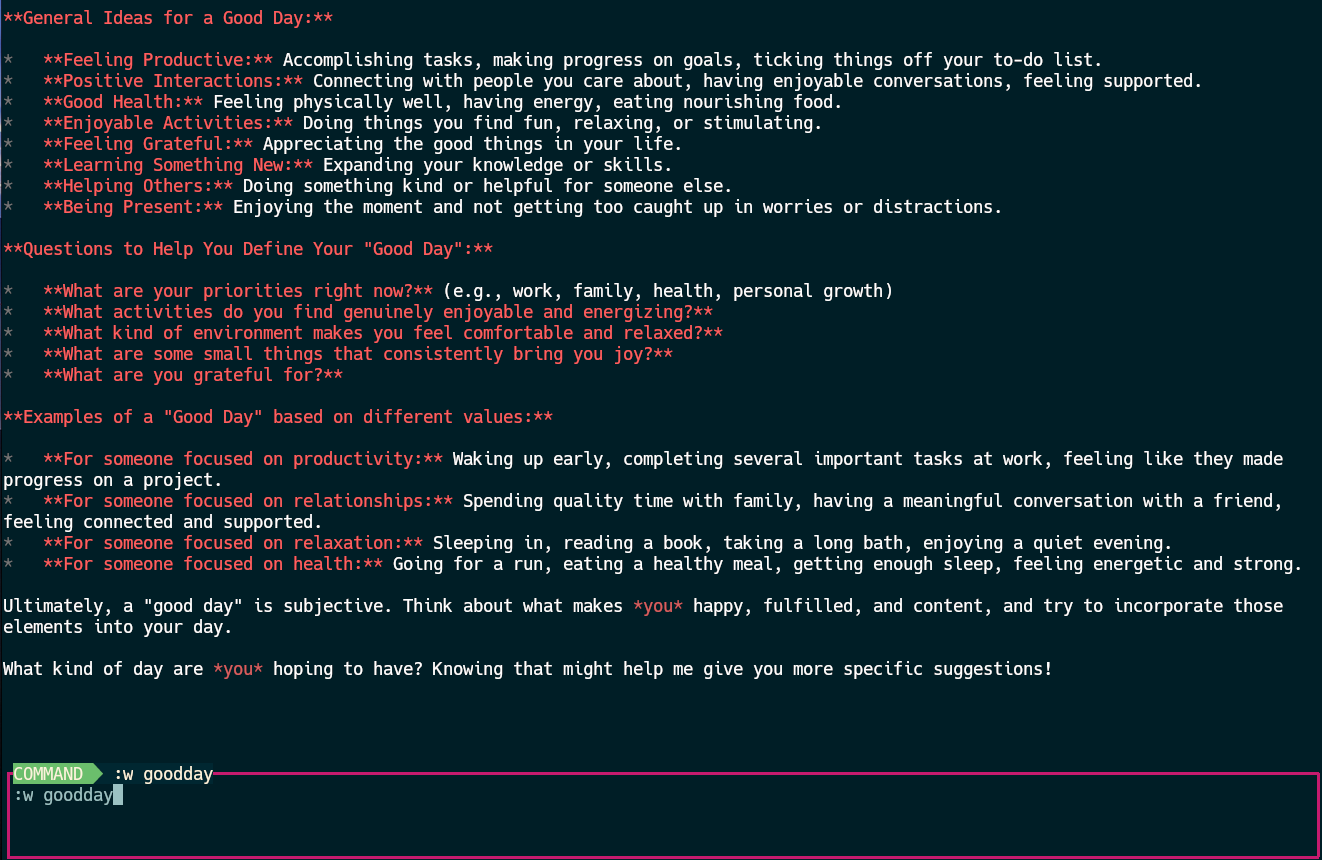 **General Ideas for a Good Day:**
*   **Feeling Productive:** Accomplishing tasks, making progress on goals, ticking things off your to-do list.
*   **Positive Interactions:** Connecting with people you care about, having enjoyable conversations, feeling supported.
*   **Good Health:** Feeling physically well, having energy, eating nourishing food.
*   **Enjoyable Activities:** Doing things you find fun, relaxing, or stimulating.
*   **Feeling Grateful:** Appreciating the good things in your life.
*   **Learning Something New:** Expanding your knowledge or skills.
*   **Helping Others:** Doing something kind or helpful for someone else.
*   **Being Present:** Enjoying the moment and not getting too caught up in worries or distractions.
**Questions to Help You Define Your "Good Day":**
*   **What are your priorities right now?** (e.g., work, family, health, personal growth)
*   **What activities do you find genuinely enjoyable and energizing?**
*   **What kind of environment makes you feel comfortable and relaxed?**
*   **What are some small things that consistently bring you joy?**
*   **What are you grateful for?**
**Examples of a "Good Day" based on different values:**
*   **For someone focused on productivity:** Waking up early, completing several important tasks at work, feeling like they made
progress on a project.
*   **For someone focused on relationships:** Spending quality time with family, having a meaningful conversation with a friend,
feeling connected and supported.
*   **For someone focused on relaxation:** Sleeping in, reading a book, taking a long bath, enjoying a quiet evening.
*   **For someone focused on health:** Going for a run, eating a healthy meal, getting enough sleep, feeling energetic and strong.
Ultimately, a "good day" is subjective. Think about what makes *you* happy, fulfilled, and content, and try to incorporate those
elements into your day.
What kind of day are *you* hoping to have? Knowing that might help me give you more specific suggestions!
COMMAND :w goodday
:w goodday